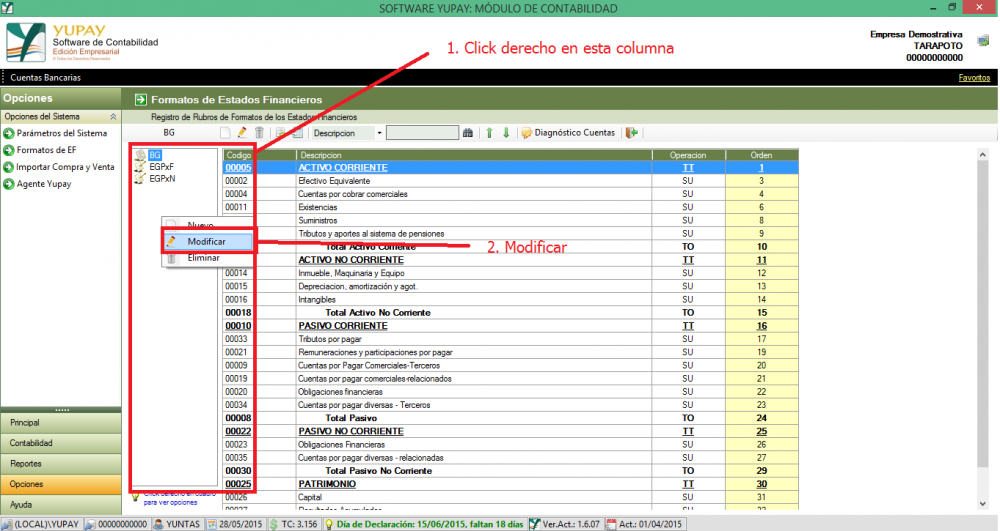 SOFTWARE YUPAY: MÓDULO DE CONTABILIDAD
YUPAY
Software de Contabilidad
Edición Empresarial
Empresa Demostrativa
TARAPOTO
00000000000
1. Click derecho en esta columna
Cuentas Bancarias
Favoritos
Opciones
Formatos de Estados Financieros
Opciones del Sistema
Registro de Rubros de Formatos de los Estados Financieros
Parámetros del Sistema
Formatos de EF
Importar Compra y Venta
Agente Yupay
BG Descripcion Diagnóstico Cuentas
BG
EGPxF
EGPxN
Nuevo
Modificar
Eliminar
2. Modificar
Codigo Descripcion Operacion Orden
00005 ACTIVO CORRIENTE TT 1
00002 Efectivo Equivalente SU 3
00004 Cuentas por cobrar comerciales SU 4
00011 Existencias SU 6
Suministros SU 8
Tributos y aportes al sistema de pensiones SU 9
Total Activo Corriente TO 10
ACTIVO NO CORRIENTE TT 11
00014 Inmueble, Maquinaria y Equipo SU 12
00015 Depreciacion, amortización y agot. SU 13
00016 Intangibles SU 14
00018 Total Activo No Corriente TO 15
00010 PASIVO CORRIENTE TT 16
00033 Tributos por pagar SU 17
00021 Remuneraciones y participaciones por pagar SU 19
00009 Cuentas por Pagar Comerciales-Terceros SU 20
00019 Cuentas por pagar comerciales-relacionados SU 21
00020 Obligaciones financieras SU 22
00034 Cuentas por pagar diversas - Terceros SU 23
00008 Total Pasivo TO 24
00022 PASIVO NO CORRIENTE TT 25
00023 Obligaciones Financieras SU 26
00035 Cuentas por pagar diversas - relacionadas SU 27
00030 Total Pasivo No Corriente TO 29
00025 PATRIMONIO TT 30
00026 Capital SU 31
00027 Resultados Acumulados
Click derecho en cuadro
para ver opciones
Principal
Contabilidad
Reportes
Opciones
Ayuda
(LOCAL)\YUPAY 00000000000 YUNTAS 28/05/2015 TC: 3.156 Día de Declaración: 15/06/2015, faltan 18 días Ver.Act.: 1.6.07 Act.: 01/04/2015